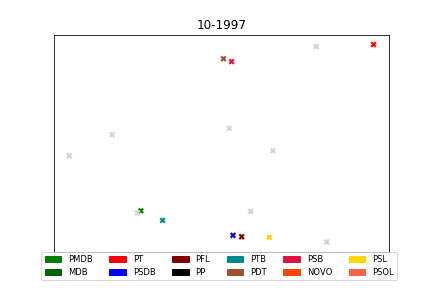 10-1997
PMDB PT PFL PTB PSB PSL
MDB PSDB PP PDT NOVO PSOL